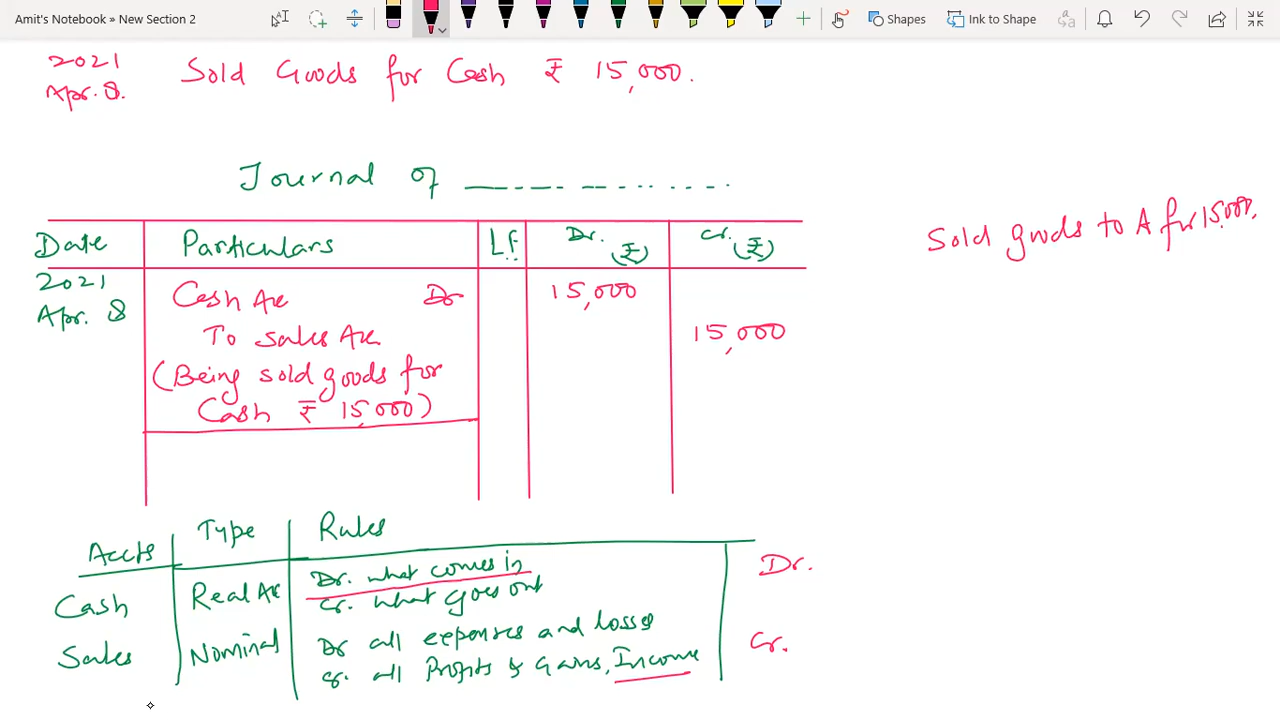 Amit's Notebook » New Section 2
Shapes
Ink to Shape
2021
Apr. 8.
Sold Goods for Cash ₹ 15,000.
Journal of
Sold goods to A for 15000.
Date
Particulars
L.F.
Dr. (₹)
Cr. (₹)
2021
Apr. 8
Cash A/c Dr
15,000
To Sales A/c
15,000
(Being sold goods for
Cash ₹ 15,000)
Accts
Type
Rules
Cash
Real A/c
Dr. what comes in
Cr. what goes out
Dr.
Sales
Nominal
Dr all expenses and losses
Cr. all Profits & Gains, Income
Cr.